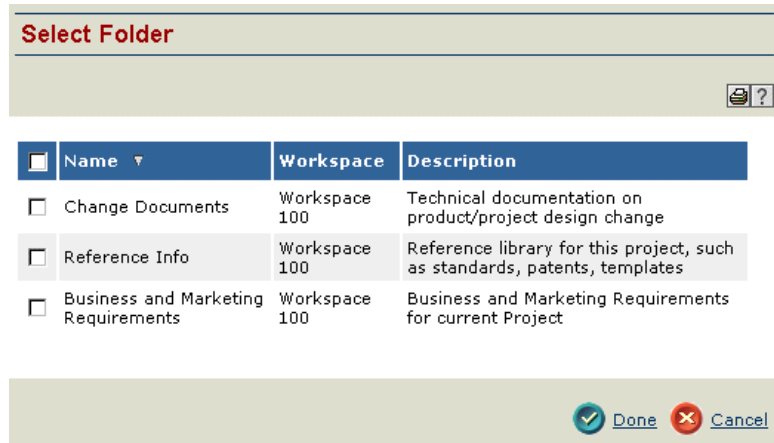 Select Folder
?
Name Workspace Description
Change Documents Workspace 100 Technical documentation on product/project design change
Reference Info Workspace 100 Reference library for this project, such as standards, patents, templates
Business and Marketing Requirements Workspace 100 Business and Marketing Requirements for current Project
Done Cancel